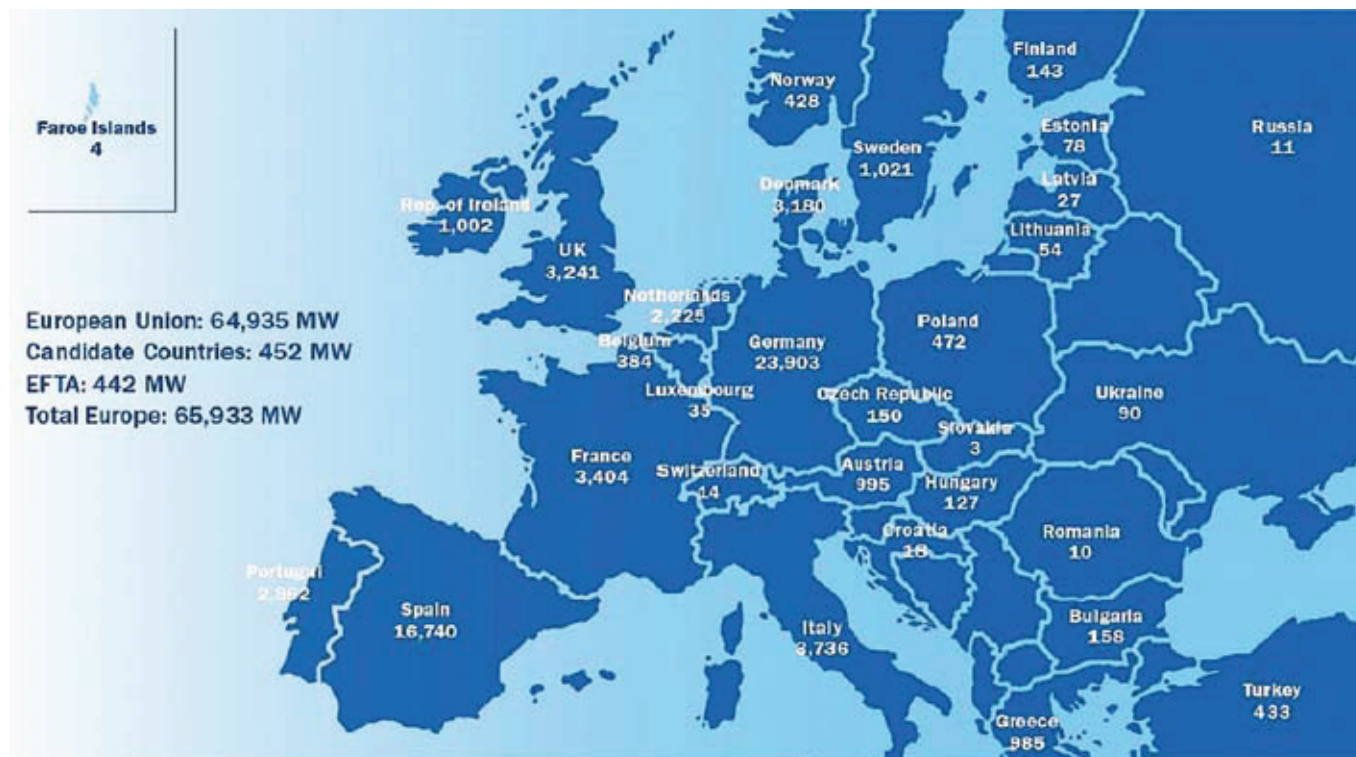 Finland
143
Norway
428
Faroe Islands
4
Estonia
78
Russia
11
Sweden
1,021
Latvia
27
Denmark
3,180
Rep. of Ireland
1,002
Lithuania
54
UK
3,241
Netherlands
2,225
European Union: 64,935 MW
Candidate Countries: 452 MW
EFTA: 442 MW
Total Europe: 65,933 MW
Poland
472
Belgium
384
Germany
23,903
Luxembourg
35
Czech Republic
150
Ukraine
90
Slovakia
3
France
3,404
Switzerland
14
Austria
995
Hungary
127
Croatia
18
Romania
10
Portugal
2,862
Spain
16,740
Italy
3,736
Bulgaria
158
Turkey
433
Greece
985